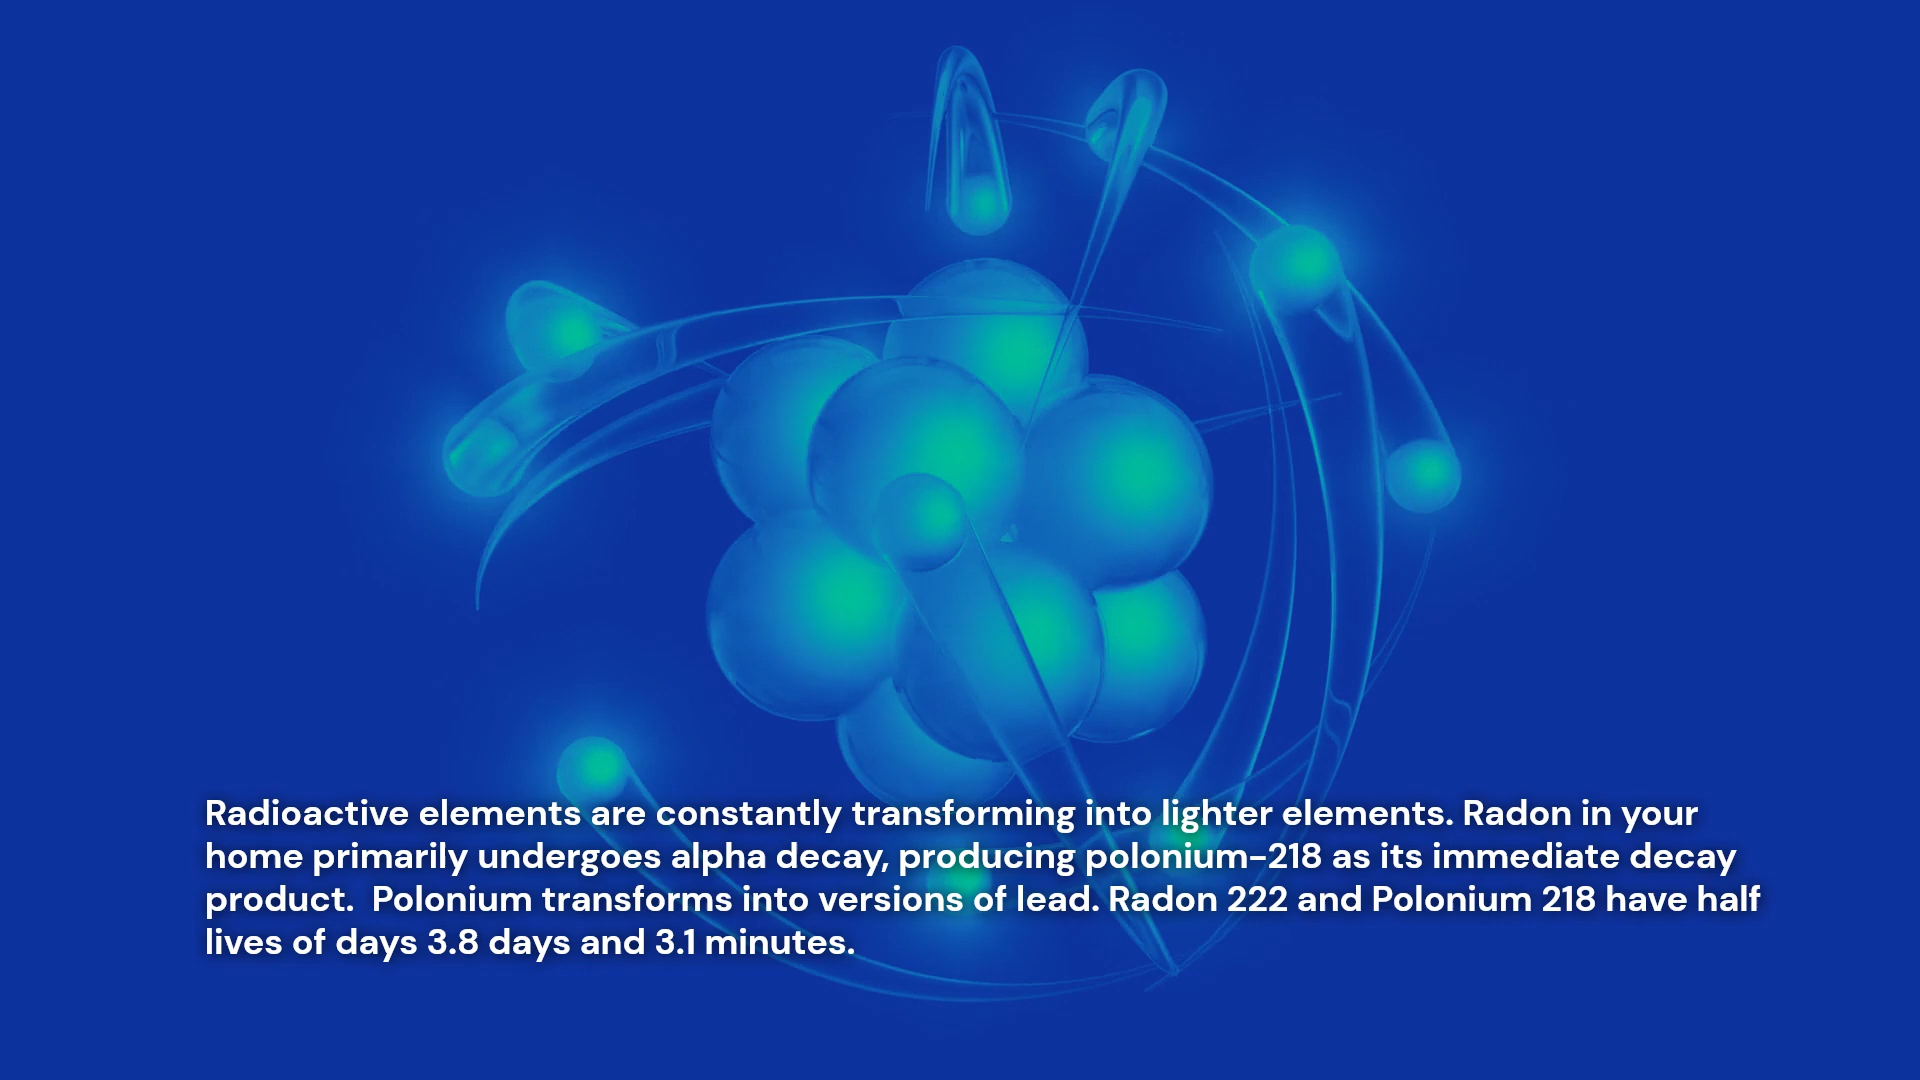 Radioactive elements are constantly transforming into lighter elements. Radon in your
home primarily undergoes alpha decay, producing polonium-218 as its immediate decay
product.  Polonium transforms into versions of lead. Radon 222 and Polonium 218 have half
lives of days 3.8 days and 3.1 minutes.